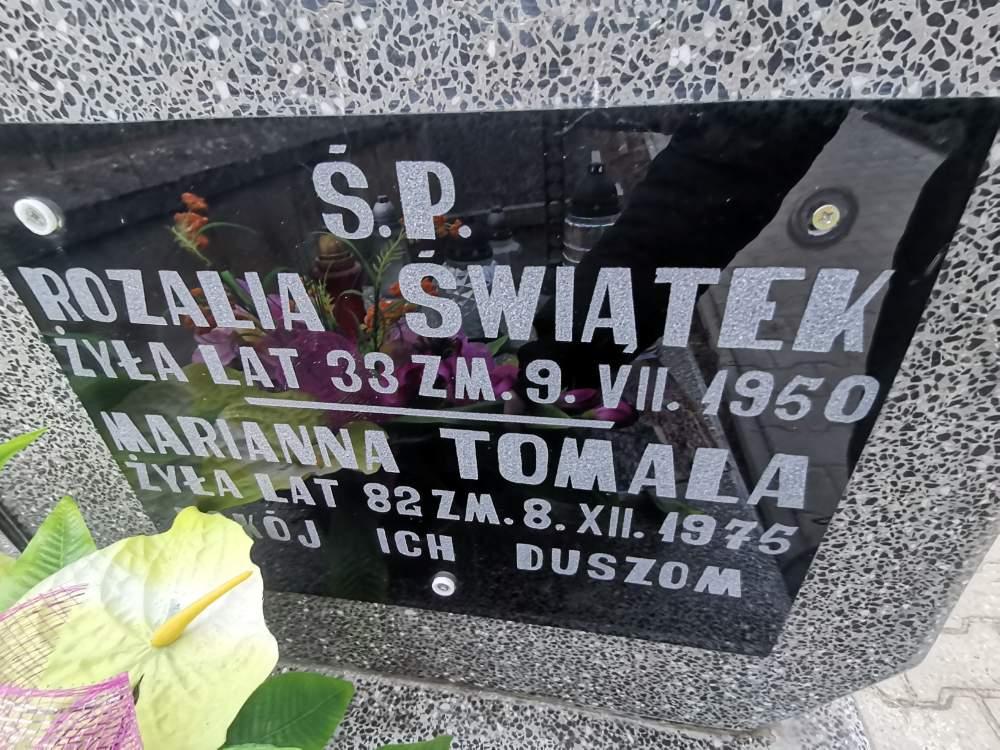 Ś.P.
ROZALIA ŚWIĄTEK
ŻYŁA LAT 33 ZM. 9. VII. 1950
MARIANNA TOMALA
ŻYŁA LAT 82 ZM. 8. XII. 1975
ICH DUSZOM